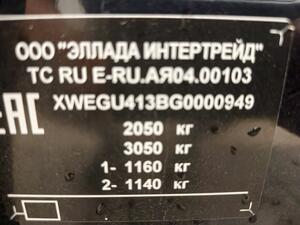 ООО "ЭЛЛАДА ИНТЕРТРЕЙД"
ТС RU E-RU.АЯ04.00103
XWEGU413BG0000949
EAC
2050 кг
3050 кг
1- 1160 кг
2- 1140 кг